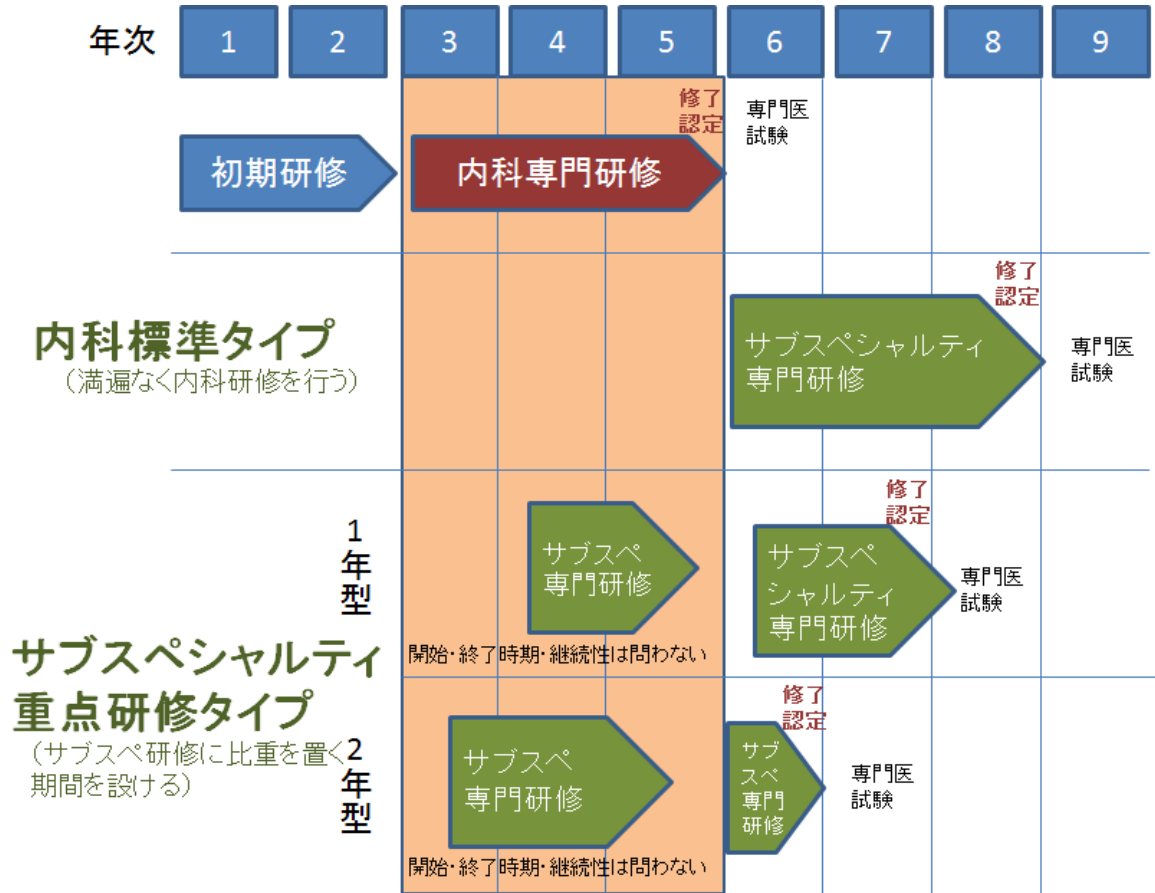 年次 1 2 3 4 5 6 7 8 9
修了
認定
専門医
試験
初期研修
内科専門研修
修了
認定
内科標準タイプ
（満遍なく内科研修を行う）
サブスペシャルティ
専門研修
専門医
試験
修了
認定
1年型
サブスペ
専門研修
サブスペ
シャルティ
専門研修
専門医
試験
開始・終了時期・継続性は問わない
サブスペシャルティ
重点研修タイプ
（サブスペ研修に比重を置く
期間を設ける）
2年型
修了
認定
サブスペ
専門研修
サブ
スペ
専門
研修
専門医
試験
開始・終了時期・継続性は問わない